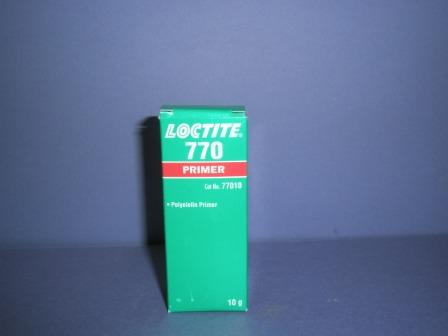 LOCTITE®
770
PRIMER
Cat No. 77010
• Polyolefin Primer
10 g